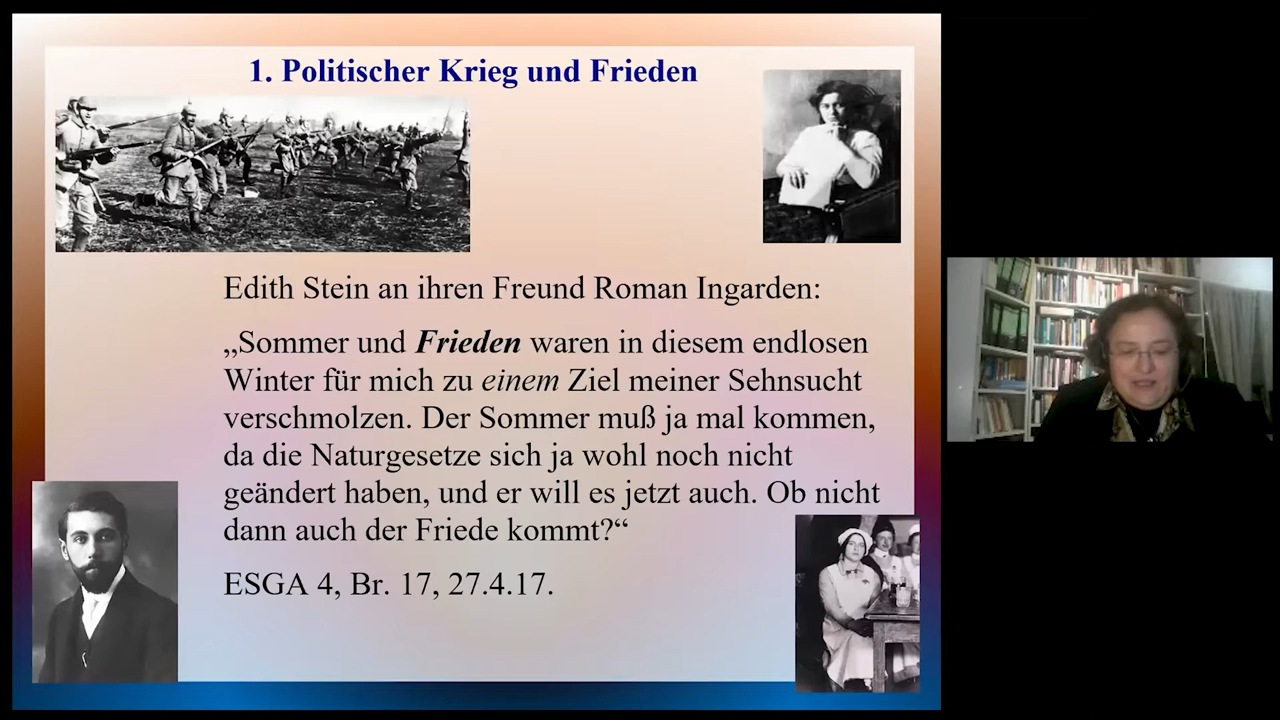 1. Politischer Krieg und Frieden
Edith Stein an ihren Freund Roman Ingarden:
„Sommer und Frieden waren in diesem endlosen
Winter für mich zu einem Ziel meiner Sehnsucht
verschmolzen. Der Sommer muß ja mal kommen,
da die Naturgesetze sich ja wohl noch nicht
geändert haben, und er will es jetzt auch. Ob nicht
dann auch der Friede kommt?“
ESGA 4, Br. 17, 27.4.17.